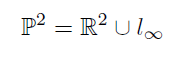 ℙ² = ℝ² ∪ l∞